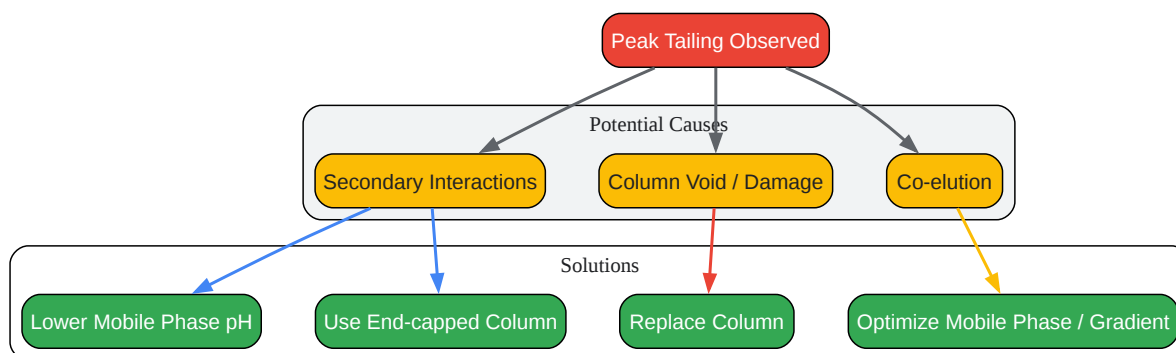 Peak Tailing Observed
Potential Causes
Secondary Interactions
Column Void / Damage
Co-elution
Solutions
Lower Mobile Phase pH
Use End-capped Column
Replace Column
Optimize Mobile Phase / Gradient